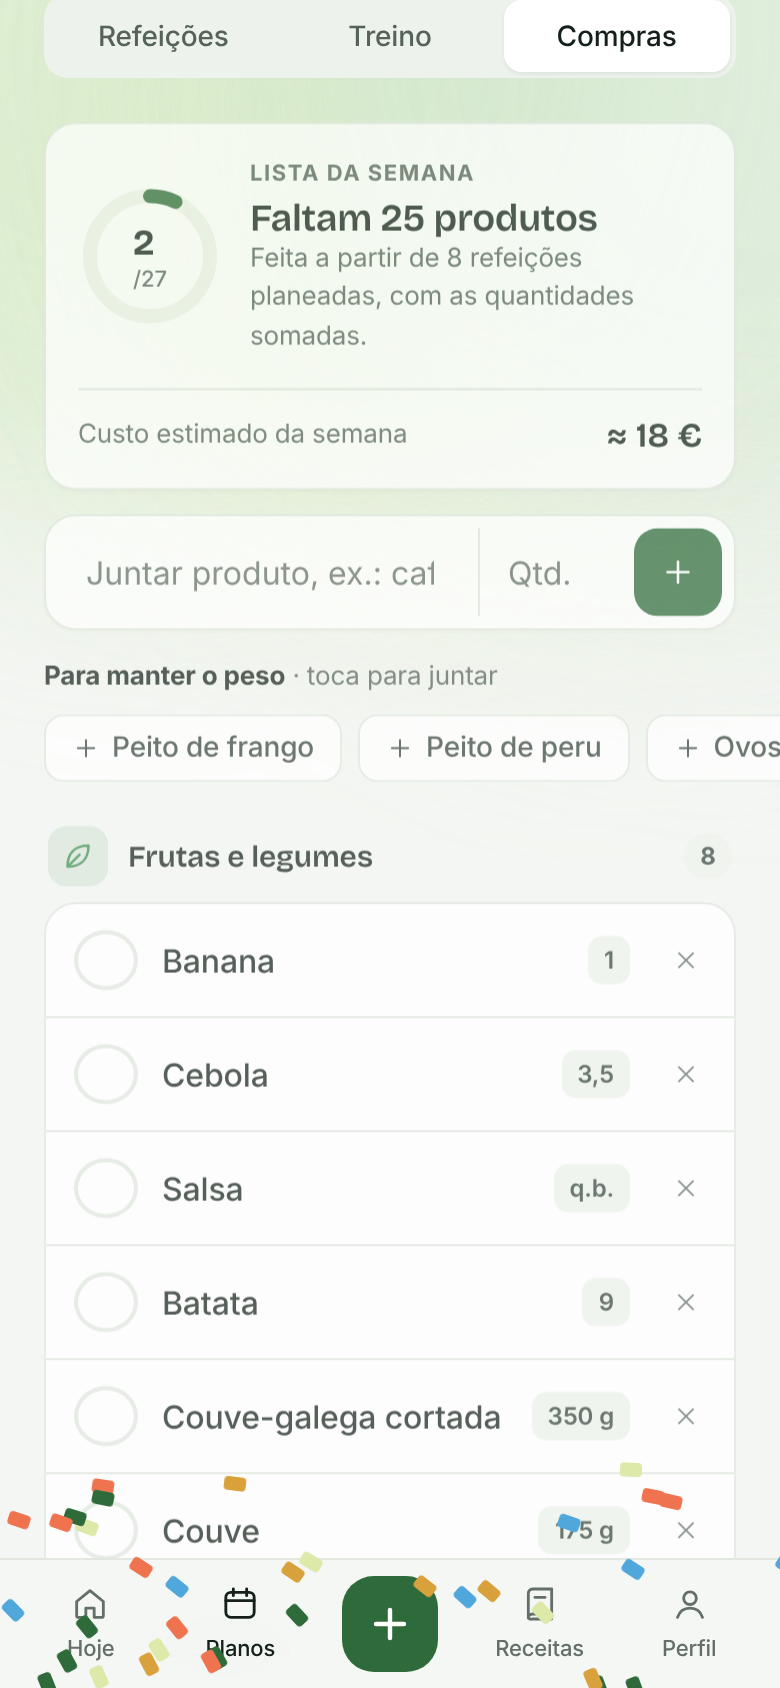 Refeições
Treino
Compras
LISTA DA SEMANA
Faltam 25 produtos
2
/27
Feita a partir de 8 refeições
planeadas, com as quantidades
somadas.
Custo estimado da semana
≈ 18 €
Juntar produto, ex.: caf
Qtd.
Para manter o peso · toca para juntar
Peito de frango
Peito de peru
Ovos
Frutas e legumes
8
Banana
1
Cebola
3,5
Salsa
q.b.
Batata
9
Couve-galega cortada
350 g
Couve
175 g
Hoje
Planos
Receitas
Perfil